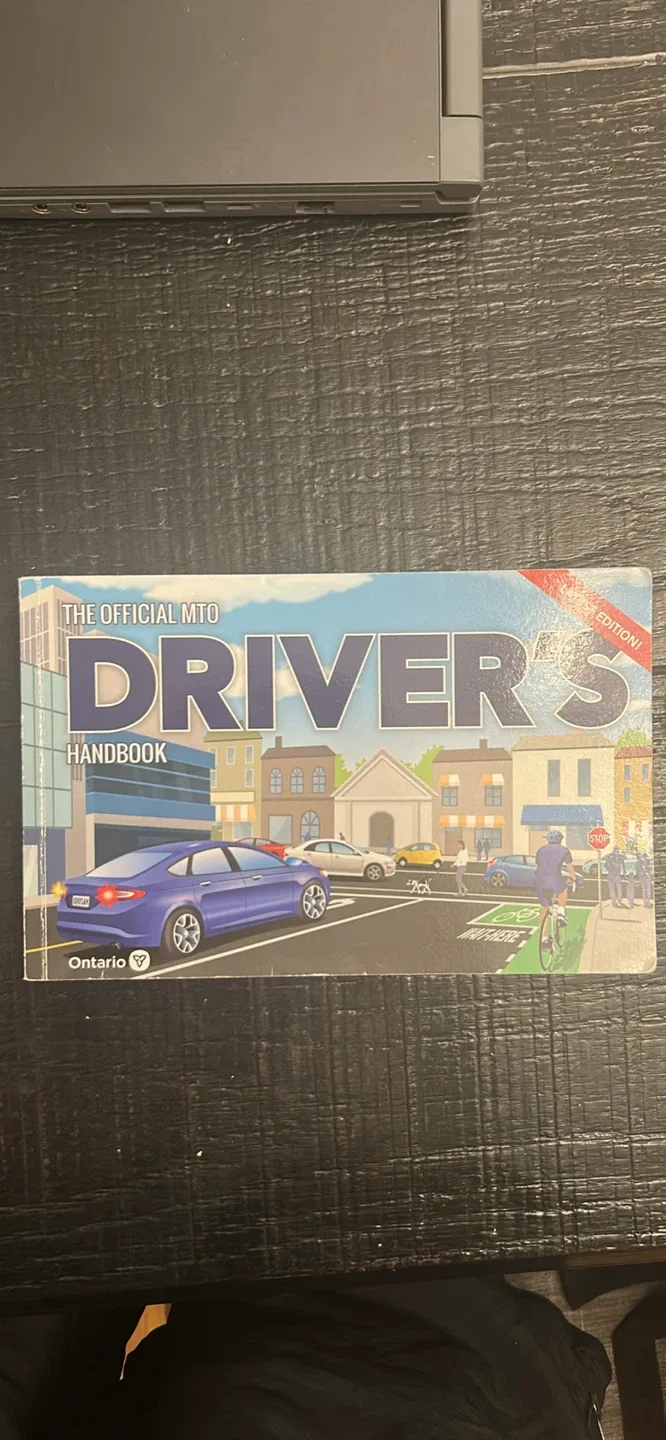 THE OFFICIAL MTO
EDITION!
DRIVER'S
HANDBOOK
STOP
WAIT HERE
Ontario